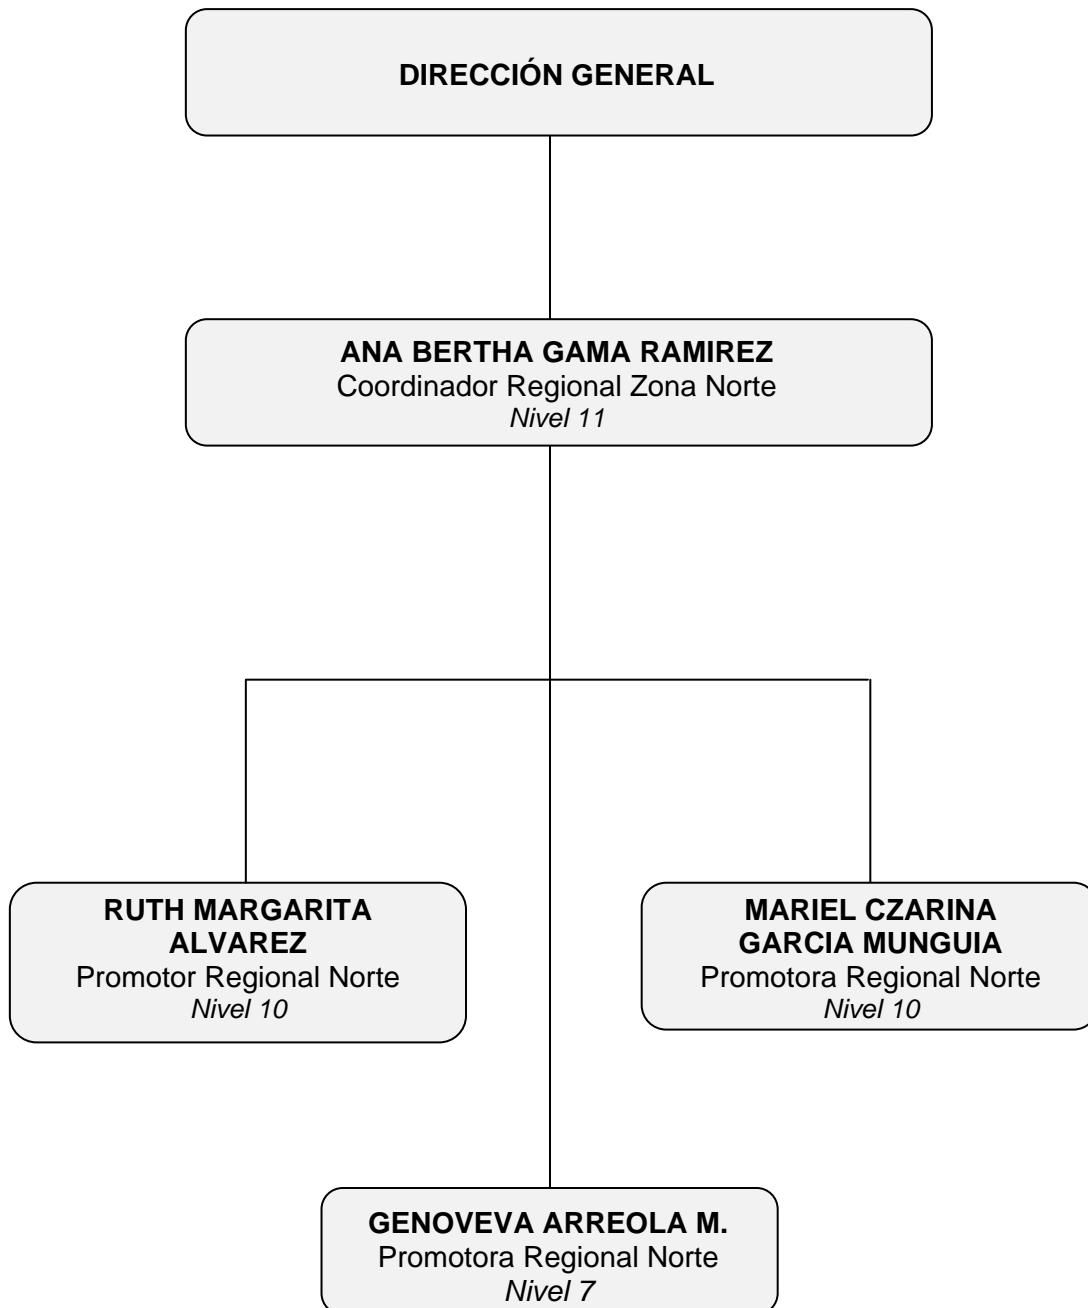 DIRECCIÓN GENERAL
ANA BERTHA GAMA RAMIREZ
Coordinador Regional Zona Norte
Nivel 11
RUTH MARGARITA
ALVAREZ
Promotor Regional Norte
Nivel 10
MARIEL CZARINA
GARCIA MUNGUIA
Promotora Regional Norte
Nivel 10
GENOVEVA ARREOLA M.
Promotora Regional Norte
Nivel 7